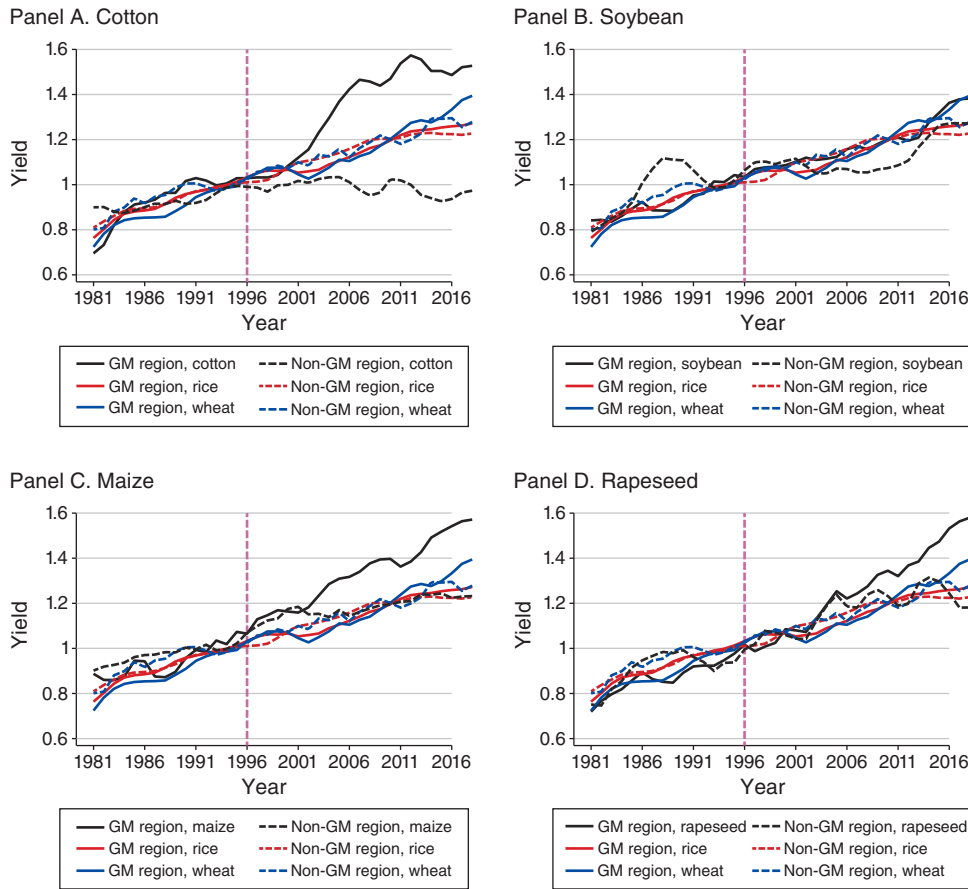 Panel A. Cotton
Yield
1.6
1.4
1.2
1
0.8
0.6
1981 1986 1991 1996 2001 2006 2011 2016
Year
GM region, cotton Non-GM region, cotton
GM region, rice Non-GM region, rice
GM region, wheat Non-GM region, wheat
Panel B. Soybean
Yield
1.6
1.4
1.2
1
0.8
0.6
1981 1986 1991 1996 2001 2006 2011 2016
Year
GM region, soybean Non-GM region, soybean
GM region, rice Non-GM region, rice
GM region, wheat Non-GM region, wheat
Panel C. Maize
Yield
1.6
1.4
1.2
1
0.8
0.6
1981 1986 1991 1996 2001 2006 2011 2016
Year
GM region, maize Non-GM region, maize
GM region, rice Non-GM region, rice
GM region, wheat Non-GM region, wheat
Panel D. Rapeseed
Yield
1.6
1.4
1.2
1
0.8
0.6
1981 1986 1991 1996 2001 2006 2011 2016
Year
GM region, rapeseed Non-GM region, rapeseed
GM region, rice Non-GM region, rice
GM region, wheat Non-GM region, wheat